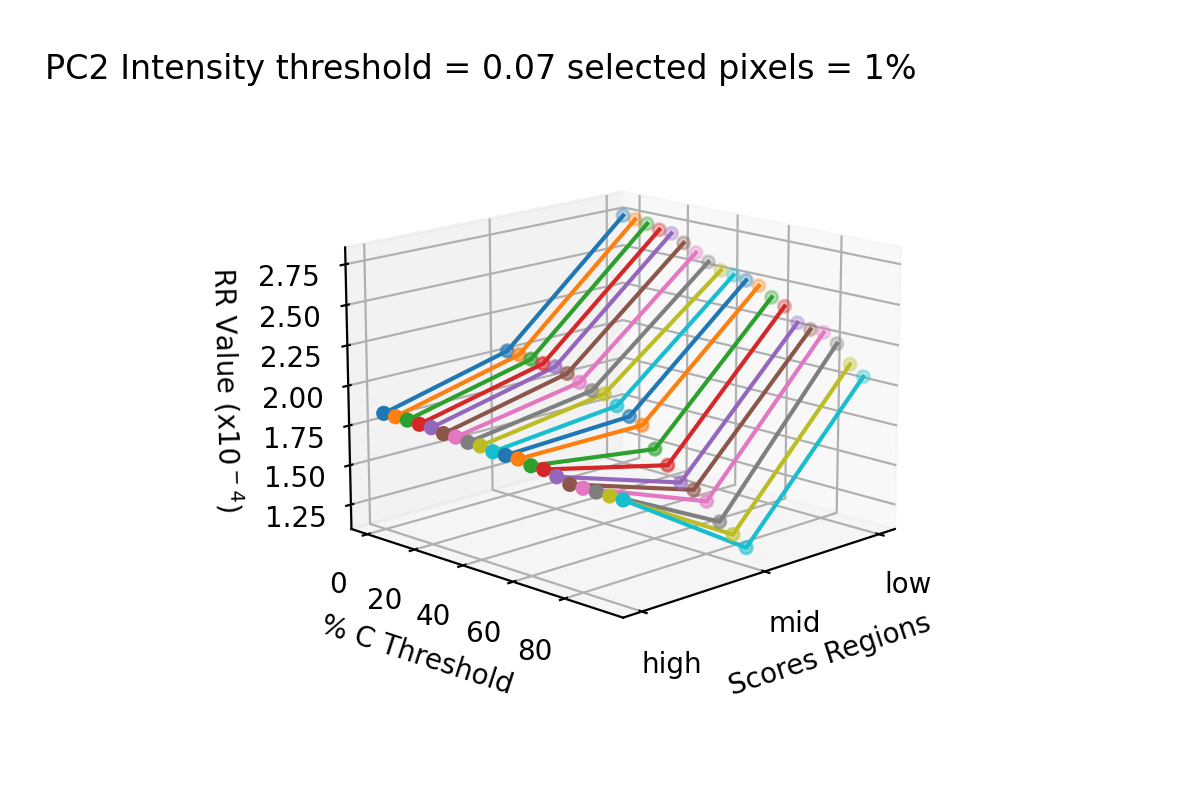 PC2 Intensity threshold = 0.07 selected pixels = 1%
RR Value (x10⁻⁴)
2.75
2.50
2.25
2.00
1.75
1.50
1.25
0
20
40
60
80
% C Threshold
high
mid
low
Scores Regions